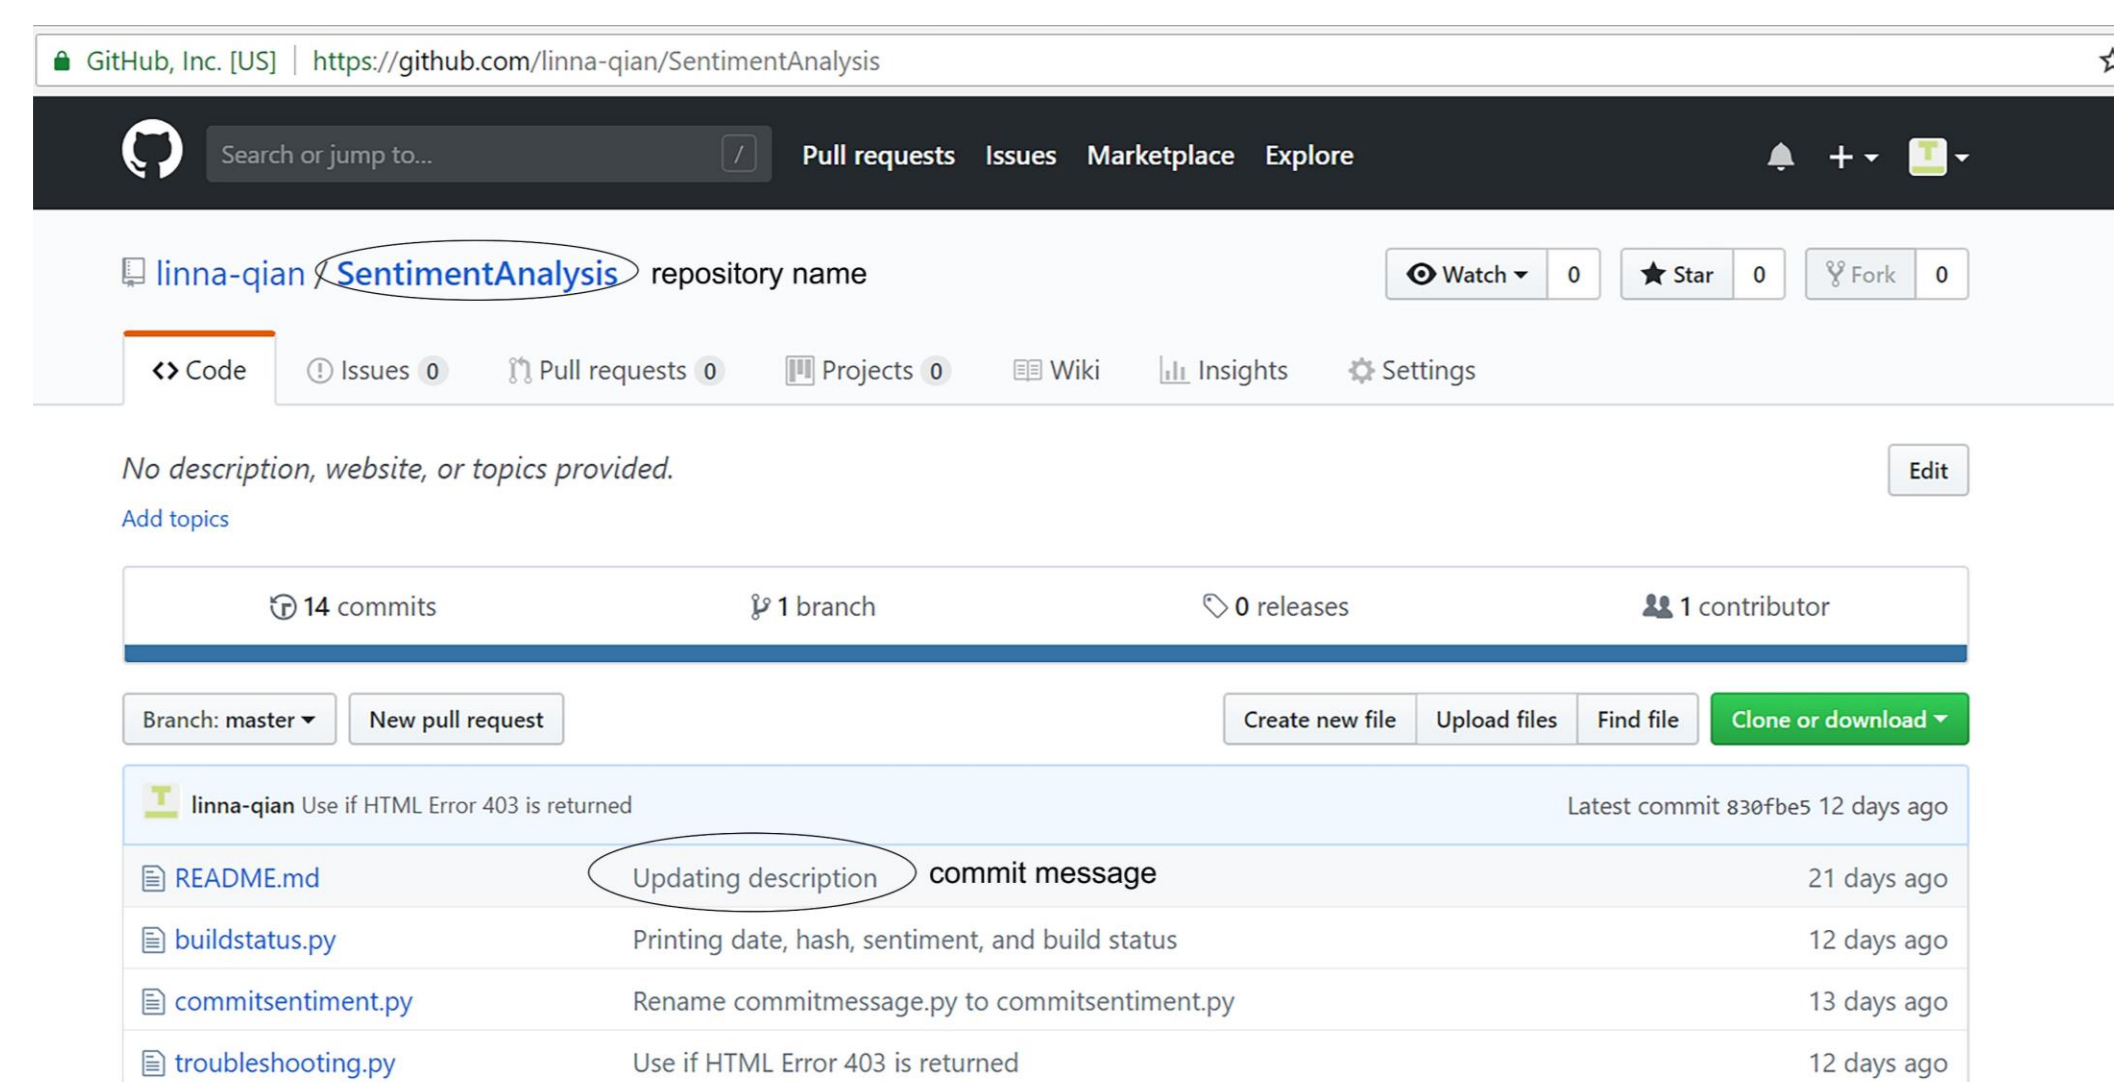 GitHub, Inc. [US] | https://github.com/linna-qian/SentimentAnalysis
Search or jump to... / Pull requests Issues Marketplace Explore
linna-qian / SentimentAnalysis repository name Watch 0 Star 0 Fork 0
<> Code Issues 0 Pull requests 0 Projects 0 Wiki Insights Settings
No description, website, or topics provided. Edit
Add topics
14 commits 1 branch 0 releases 1 contributor
Branch: master New pull request Create new file Upload files Find file Clone or download
linna-qian Use if HTML Error 403 is returned Latest commit 830fbe5 12 days ago
README.md Updating description commit message 21 days ago
buildstatus.py Printing date, hash, sentiment, and build status 12 days ago
commitsentiment.py Rename commitmessage.py to commitsentiment.py 13 days ago
troubleshooting.py Use if HTML Error 403 is returned 12 days ago